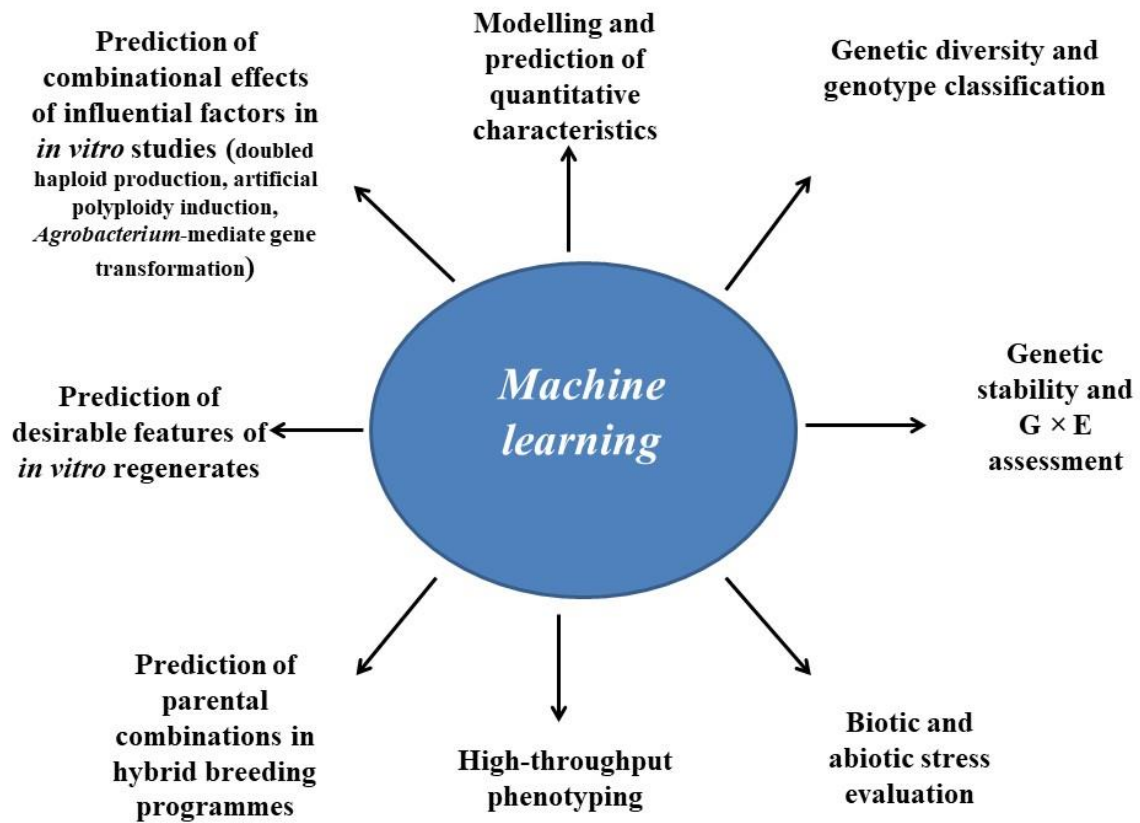 Prediction of
combinational effects
of influential factors in
in vitro studies (doubled
haploid production, artificial
polyploidy induction,
Agrobacterium-mediate gene
transformation)
Modelling and
prediction of
quantitative
characteristics
Genetic diversity and
genotype classification
Machine
learning
Prediction of
desirable features of
in vitro regenerates
Genetic
stability and
G × E
assessment
Prediction of
parental
combinations in
hybrid breeding
programmes
High-throughput
phenotyping
Biotic and
abiotic stress
evaluation